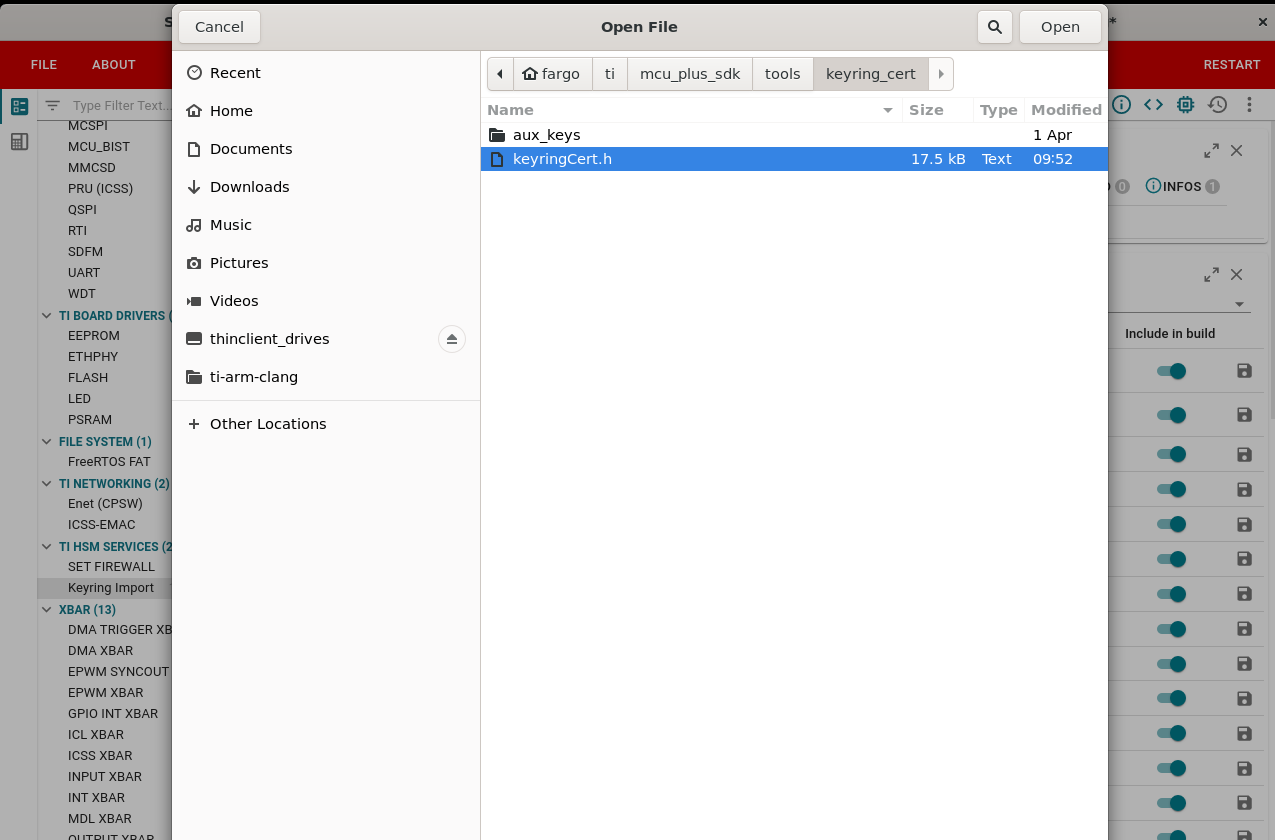 S
Cancel
Open File
Open
*
FILE
ABOUT
RESTART
Type Filter Text...
MCSPI
MCU_BIST
MMCSD
PRU (ICSS)
QSPI
RTI
SDFM
UART
WDT
TI BOARD DRIVERS (
EEPROM
ETHPHY
FLASH
LED
PSRAM
FILE SYSTEM (1)
FreeRTOS FAT
TI NETWORKING (2)
Enet (CPSW)
ICSS-EMAC
TI HSM SERVICES (2
SET FIREWALL
Keyring Import
XBAR (13)
DMA TRIGGER XB
DMA XBAR
EPWM SYNCOUT
EPWM XBAR
GPIO INT XBAR
ICL XBAR
ICSS XBAR
INPUT XBAR
INT XBAR
MDL XBAR
OUTPUT XBAR
Recent
Home
Documents
Downloads
Music
Pictures
Videos
thinclient_drives
ti-arm-clang
Other Locations
fargo ti mcu_plus_sdk tools keyring_cert
Name Size Type Modified
aux_keys 1 Apr
keyringCert.h 17.5 kB Text 09:52
0 INFOS 1
Include in build